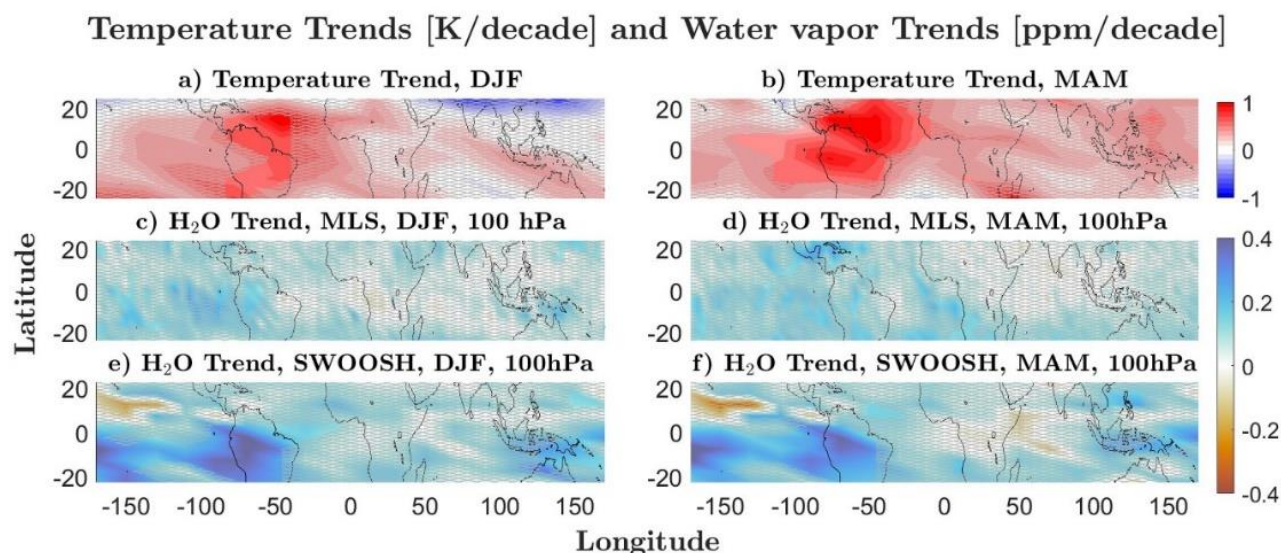 Temperature Trends [K/decade] and Water vapor Trends [ppm/decade]
a) Temperature Trend, DJF
b) Temperature Trend, MAM
20
0
-20
20
0
-20
1
0
-1
c) H₂O Trend, MLS, DJF, 100 hPa
d) H₂O Trend, MLS, MAM, 100hPa
20
0
-20
20
0
-20
Latitude
e) H₂O Trend, SWOOSH, DJF, 100hPa
f) H₂O Trend, SWOOSH, MAM, 100hPa
20
0
-20
20
0
-20
0.4
0.2
0
-0.2
-0.4
-150 -100 -50 0 50 100 150
-150 -100 -50 0 50 100 150
Longitude